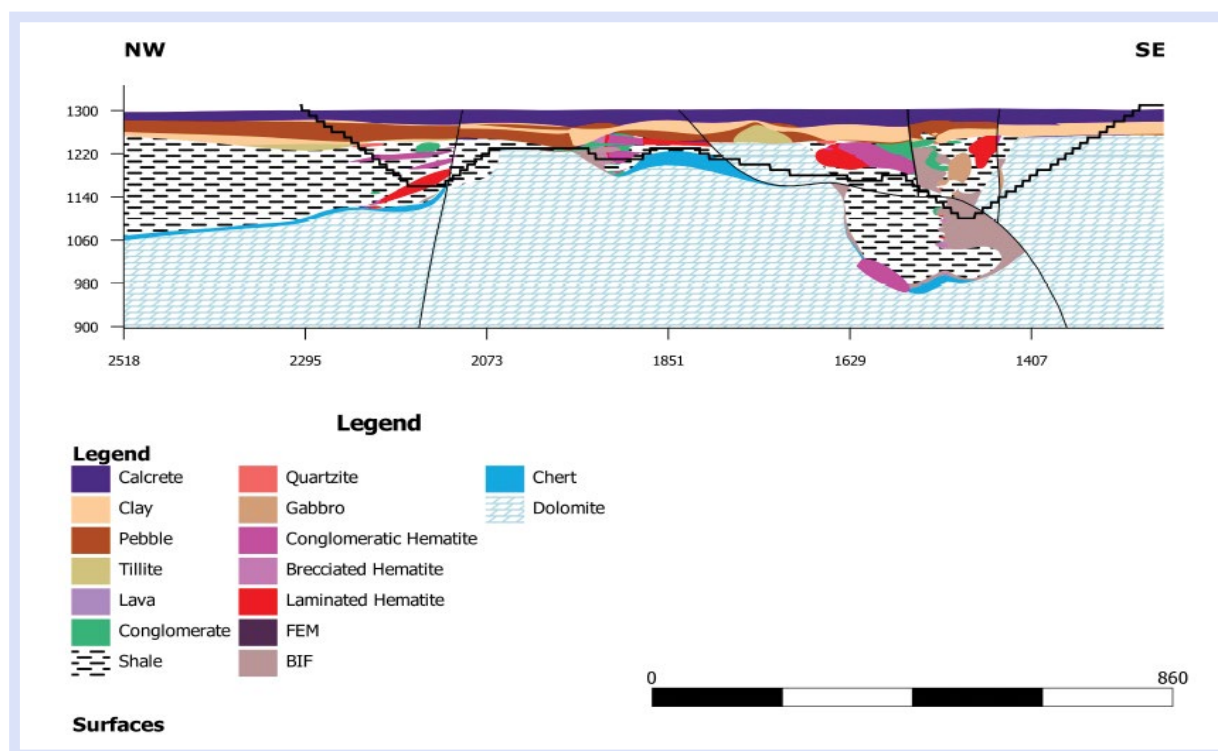 NW SE
1300
1220
1140
1060
980
900
2518 2295 2073 1851 1629 1407
Legend
Legend
Calcrete Quartzite Chert
Clay Gabbro Dolomite
Pebble Conglomeratic Hematite
Tillite Brecciated Hematite
Lava Laminated Hematite
Conglomerate FEM
Shale BIF
0 860
Surfaces